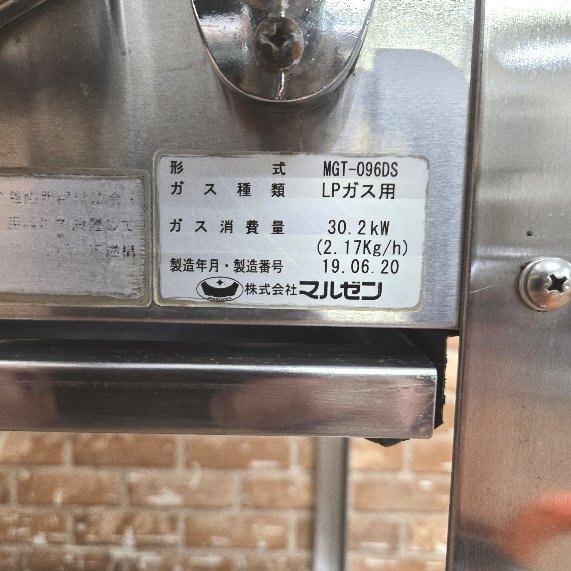 形式 MGT-096DS
ガス種類 LPガス用
ガス消費量 30.2kW
(2.17Kg/h)
製造年月・製造番号 19.06.20
株式会社マルゼン